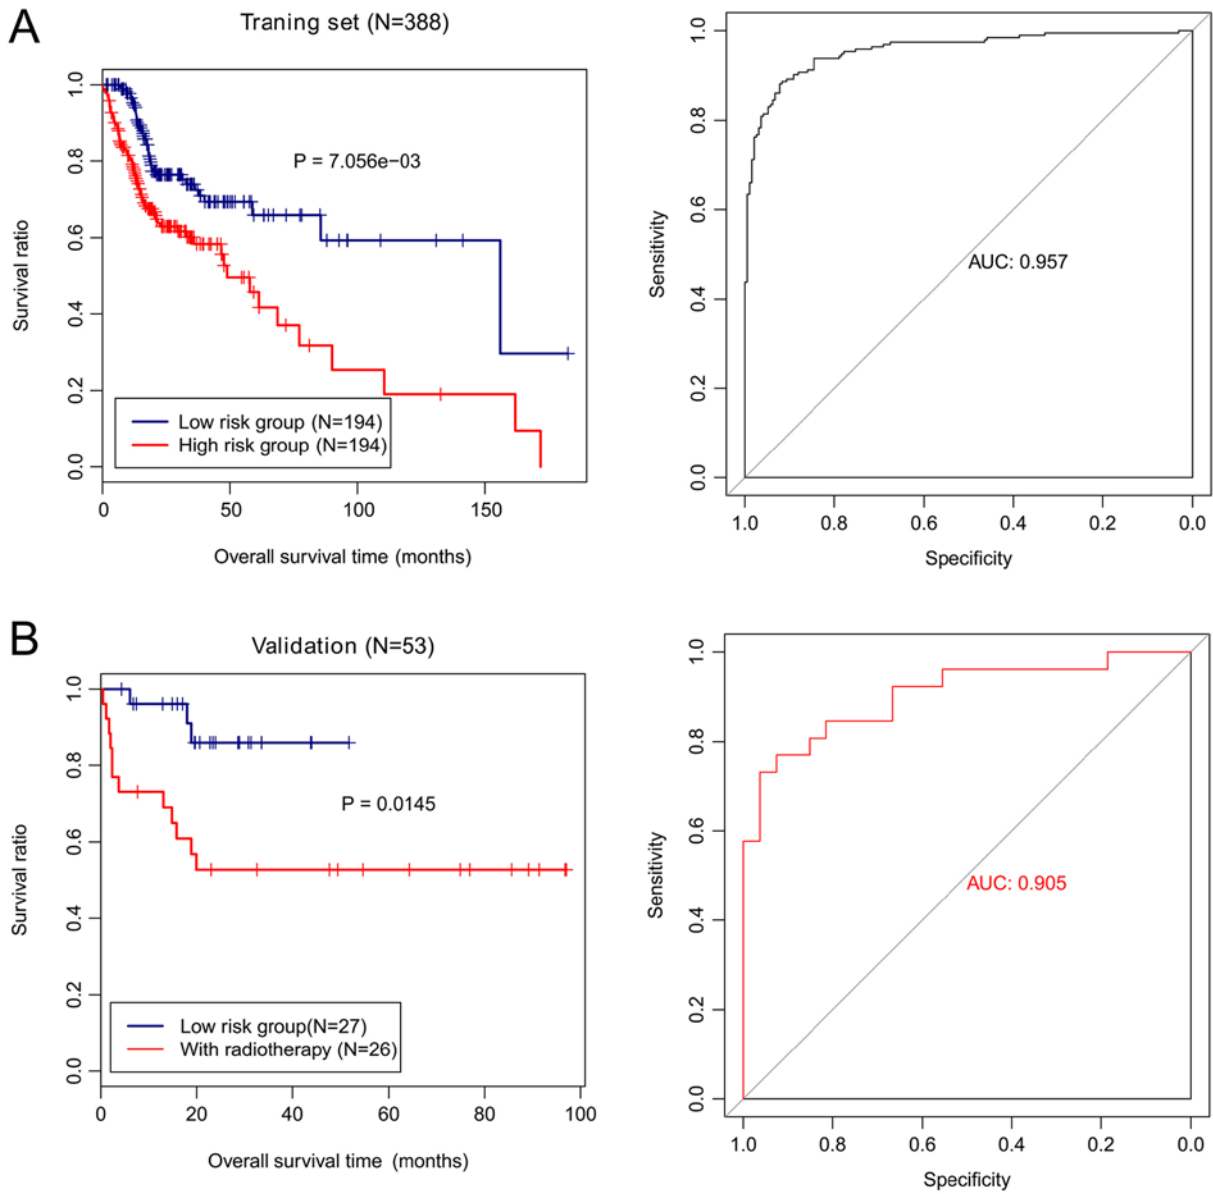 A
Traning set (N=388)
Survival ratio
1.0
0.8
0.6
0.4
0.2
0.0
P = 7.056e−03
Low risk group (N=194)
High risk group (N=194)
0 50 100 150
Overall survival time (months)
Sensitivity
1.0
0.8
0.6
0.4
0.2
0.0
AUC: 0.957
1.0 0.8 0.6 0.4 0.2 0.0
Specificity
B
Validation (N=53)
Survival ratio
1.0
0.8
0.6
0.4
0.2
0.0
P = 0.0145
Low risk group(N=27)
With radiotherapy (N=26)
0 20 40 60 80 100
Overall survival time (months)
Sensitivity
1.0
0.8
0.6
0.4
0.2
0.0
AUC: 0.905
1.0 0.8 0.6 0.4 0.2 0.0
Specificity